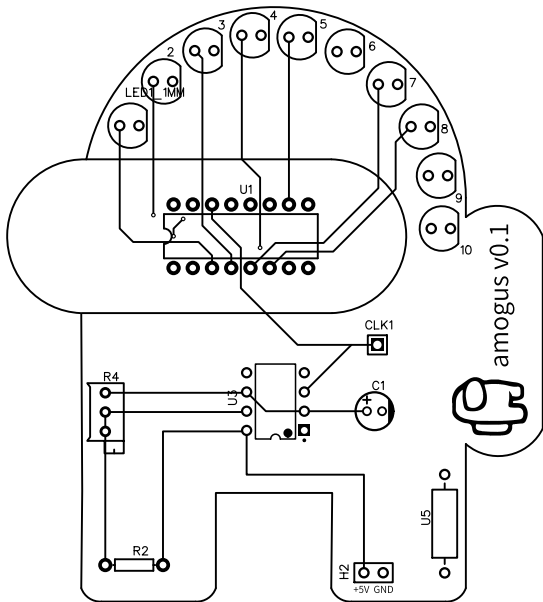 4
3
5
2
6
7
LED1_1MM
8
U1
9
10
amogus v0.1
CLK1
R4
C1
+
U3
U5
R2
H2
+5V GND